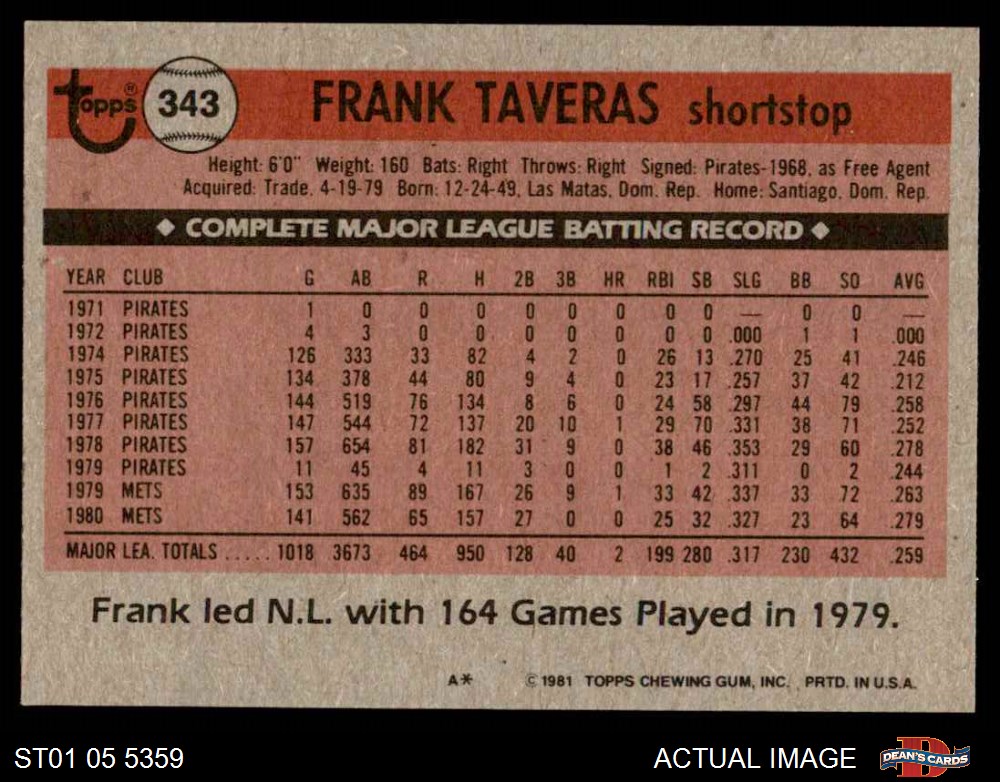 Topps® 343 FRANK TAVERAS shortstop
Height: 6'0" Weight: 160 Bats: Right Throws: Right Signed: Pirates-1968, as Free Agent
Acquired: Trade, 4-19-79 Born: 12-24-49, Las Matas, Dom. Rep. Home: Santiago, Dom. Rep.
◆ COMPLETE MAJOR LEAGUE BATTING RECORD ◆
YEAR CLUB G AB R H 2B 3B HR RBI SB SLG BB SO AVG
1971 PIRATES 1 0 0 0 0 0 0 0 0 — 0 0 —
1972 PIRATES 4 3 0 0 0 0 0 0 0 .000 1 1 .000
1974 PIRATES 126 333 33 82 4 2 0 26 13 .270 25 41 .246
1975 PIRATES 134 378 44 80 9 4 0 23 17 .257 37 42 .212
1976 PIRATES 144 519 76 134 8 6 0 24 58 .297 44 79 .258
1977 PIRATES 147 544 72 137 20 10 1 29 70 .331 38 71 .252
1978 PIRATES 157 654 81 182 31 9 0 38 46 .353 29 60 .278
1979 PIRATES 11 45 4 11 3 0 0 1 2 .311 0 2 .244
1979 METS 153 635 89 167 26 9 1 33 42 .337 33 72 .263
1980 METS 141 562 65 157 27 0 0 25 32 .327 23 64 .279
MAJOR LEA. TOTALS ..... 1018 3673 464 950 128 40 2 199 280 .317 230 432 .259
Frank led N.L. with 164 Games Played in 1979.
A* © 1981 TOPPS CHEWING GUM, INC. PRTD. IN U.S.A.
ST01 05 5359 ACTUAL IMAGE DEAN'S CARDS